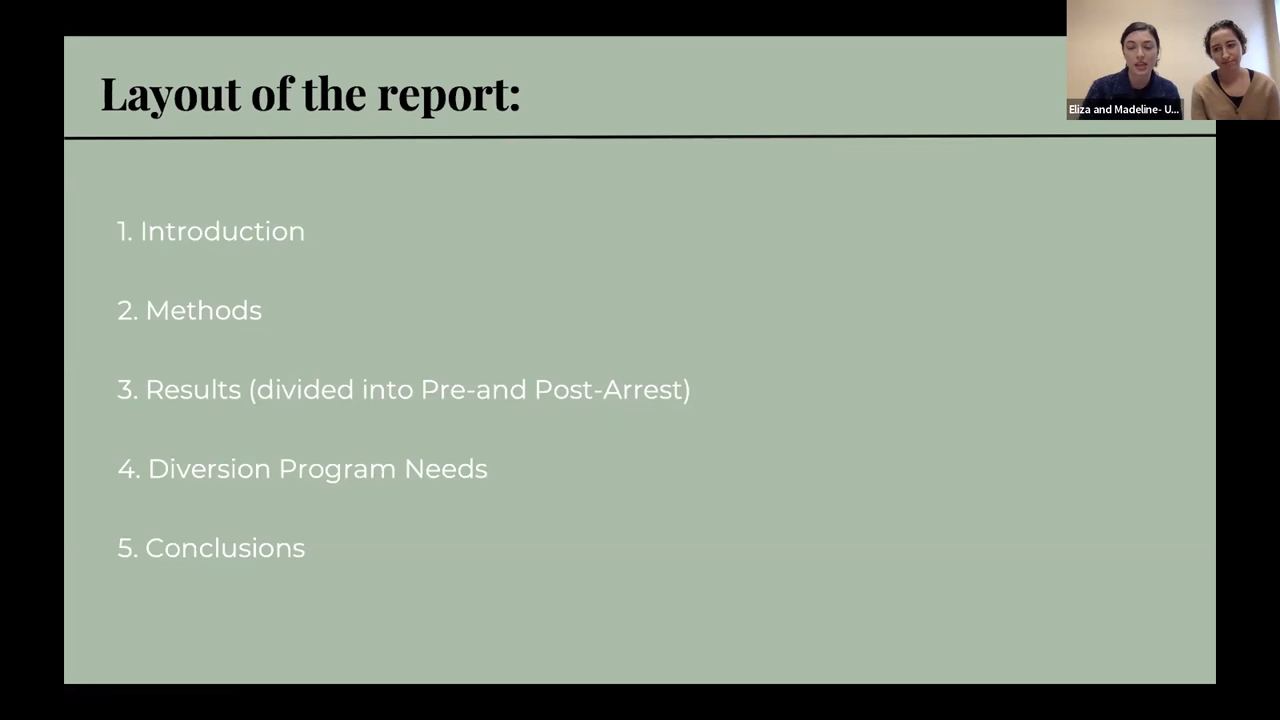 Layout of the report:
Eliza and Madeline- U...
1. Introduction
2. Methods
3. Results (divided into Pre-and Post-Arrest)
4. Diversion Program Needs
5. Conclusions